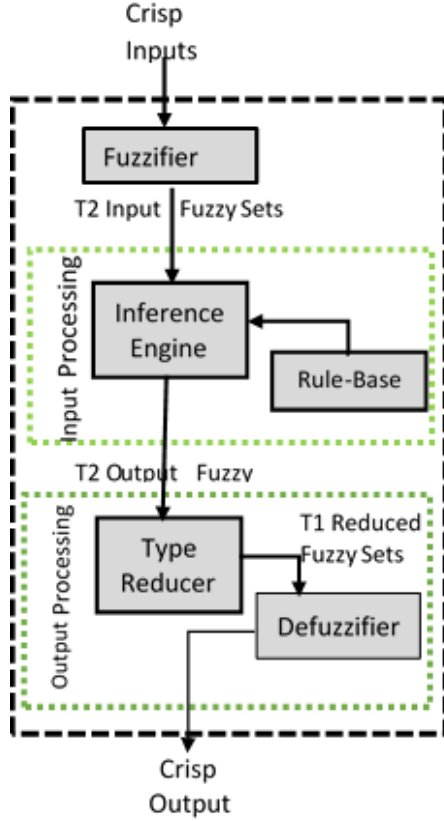 Crisp
Inputs
Fuzzifier
T2 Input Fuzzy Sets
Input Processing
Inference
Engine
Rule-Base
T2 Output Fuzzy
Output Processing
Type
Reducer
T1 Reduced
Fuzzy Sets
Defuzzifier
Crisp
Output